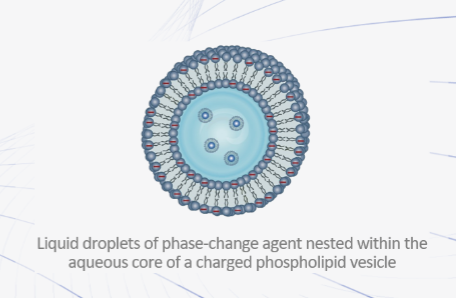 Liquid droplets of phase-change agent nested within the
aqueous core of a charged phospholipid vesicle